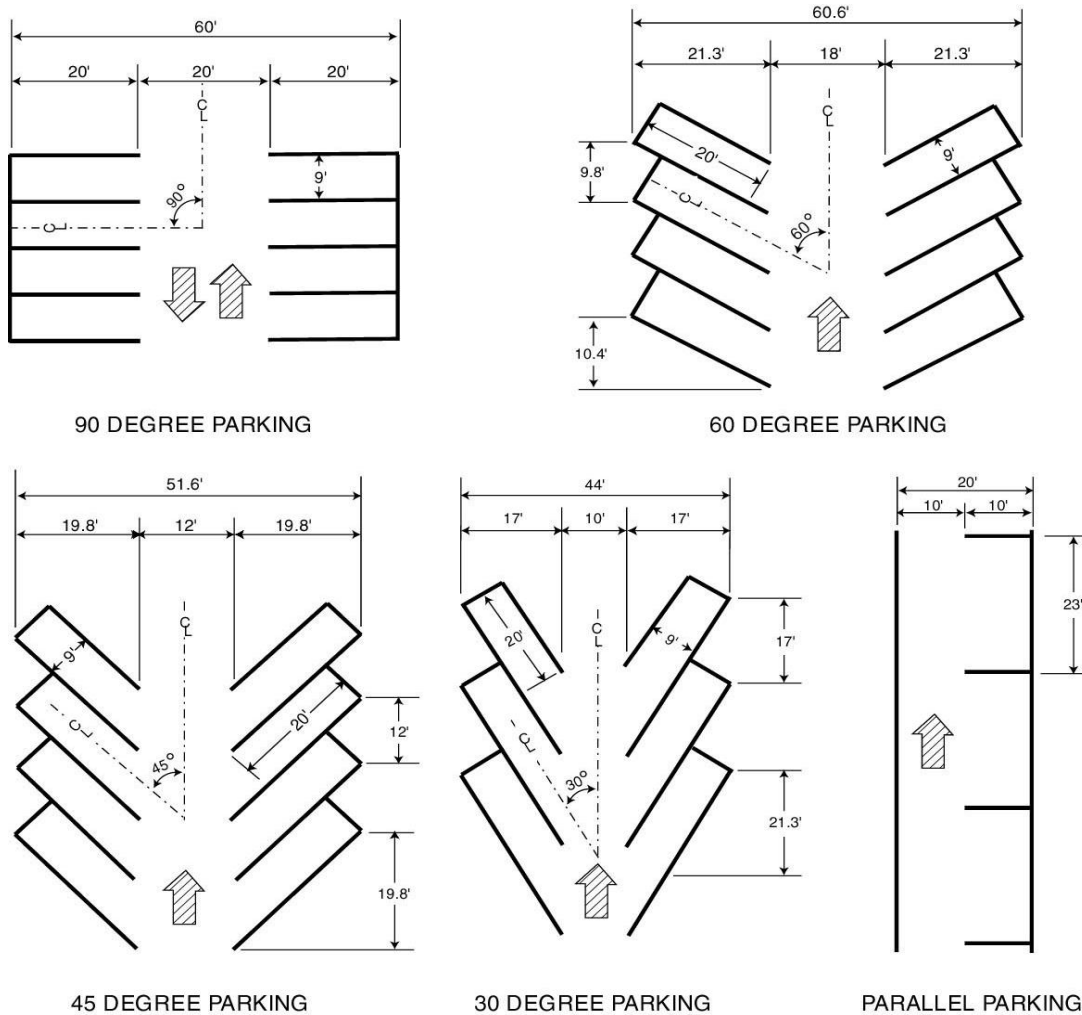 60'
20' 20' 20'
CL
9'
90°
CL
90 DEGREE PARKING
60.6'
21.3' 18' 21.3'
CL
20'
9'
9.8'
CL
60°
10.4'
60 DEGREE PARKING
51.6'
19.8' 12' 19.8'
CL
9'
20'
12'
CL
45°
19.8'
45 DEGREE PARKING
44'
17' 10' 17'
CL
20'
9'
17'
CL
30°
21.3'
30 DEGREE PARKING
20'
10' 10'
23'
PARALLEL PARKING